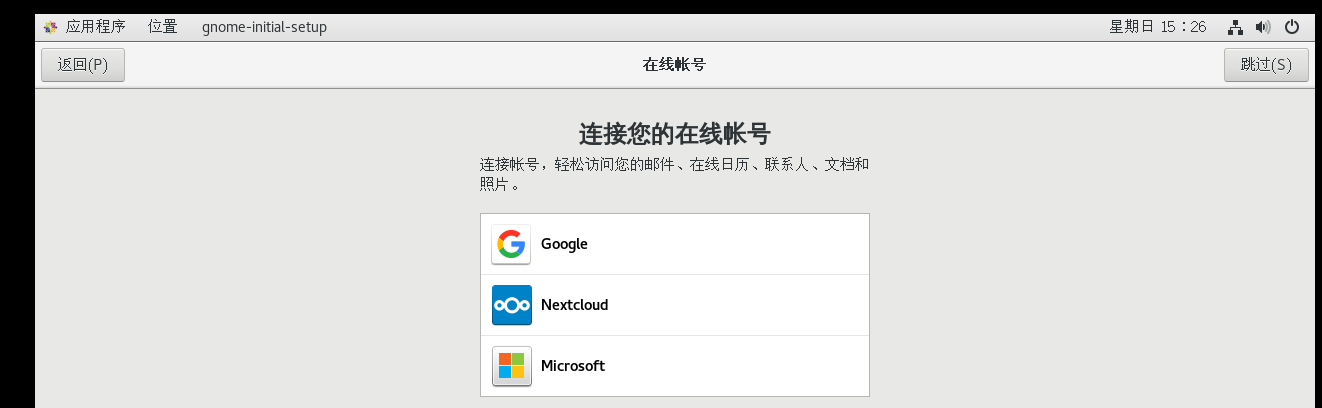 应用程序 位置 gnome-initial-setup 星期日 15：26
返回(P) 在线帐号 跳过(S)
连接您的在线帐号
连接帐号，轻松访问您的邮件、在线日历、联系人、文档和
照片。
Google
Nextcloud
Microsoft